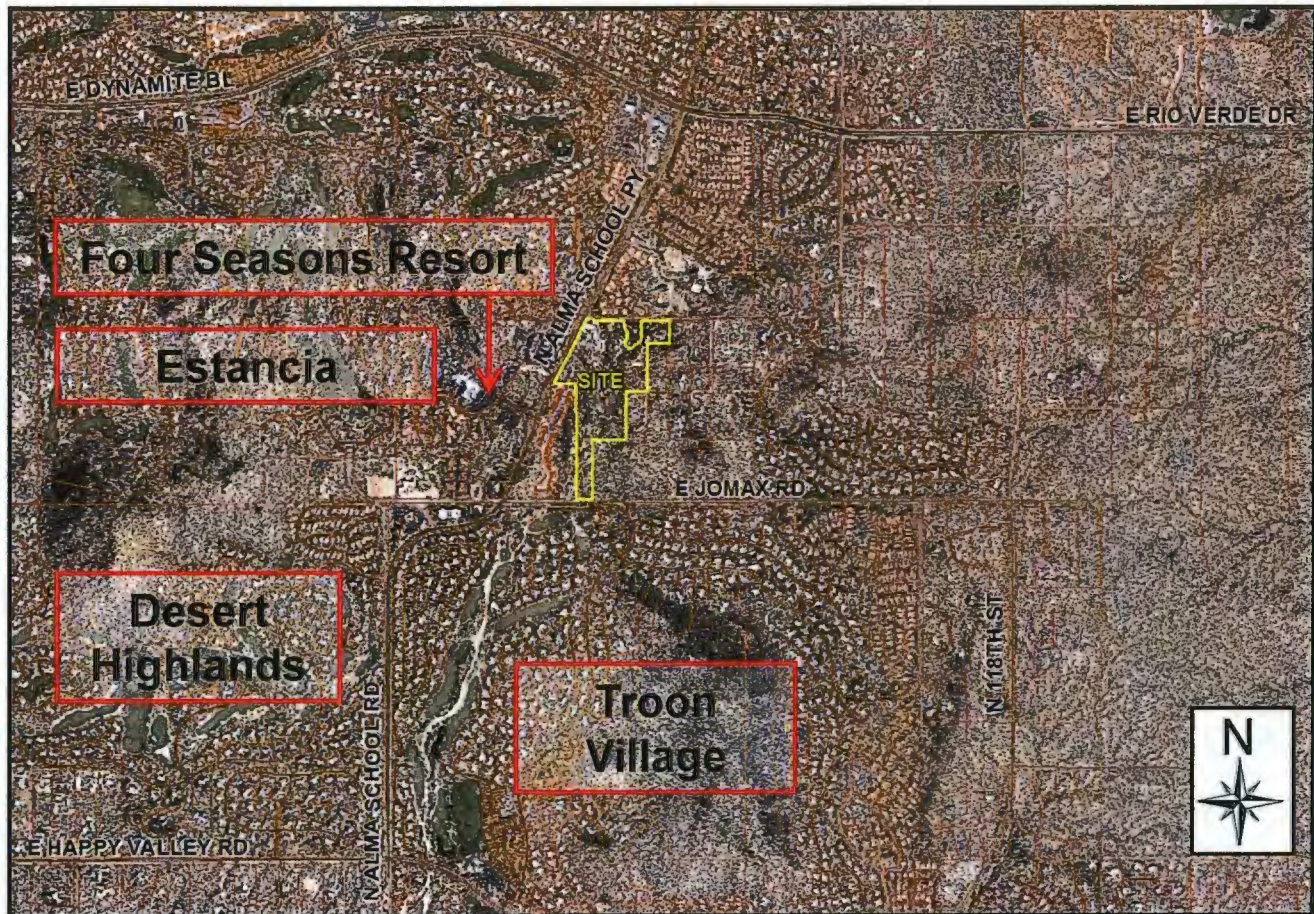 E DYNAMITE BL
E RIO VERDE DR
N ALMA SCHOOL PY
Four Seasons Resort
Estancia
SITE
E JOMAX RD
Desert
Highlands
N ALMA SCHOOL RD
Troon
Village
N 118TH ST
N
E HAPPY VALLEY RD